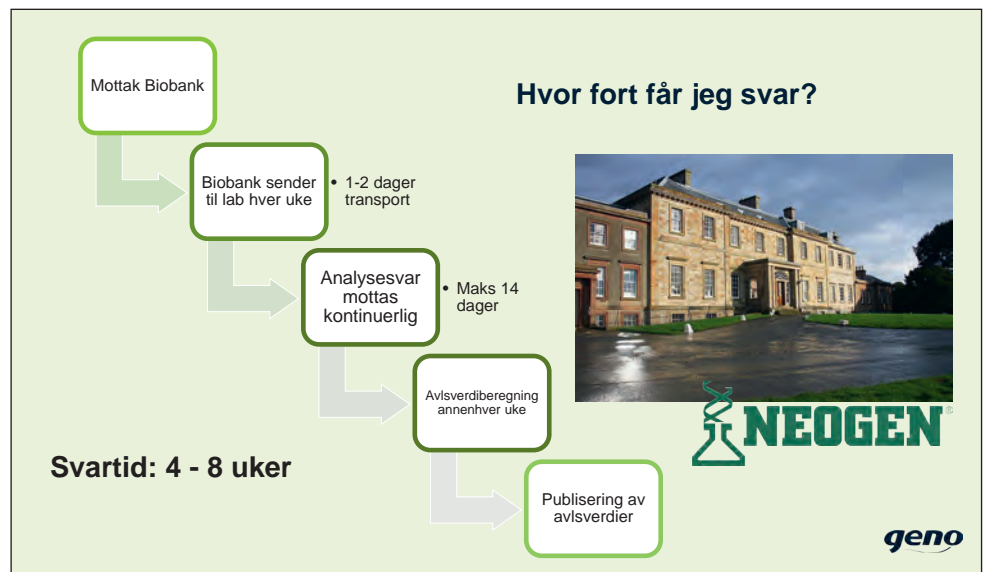 Hvor fort får jeg svar?
Mottak Biobank
Biobank sender
til lab hver uke
• 1-2 dager
transport
Analysesvar
mottas
kontinuerlig
• Maks 14
dager
Avlsverdiberegning
annenhver uke
Publisering av
avlsverdier
Svartid: 4 - 8 uker
NEOGEN®
geno